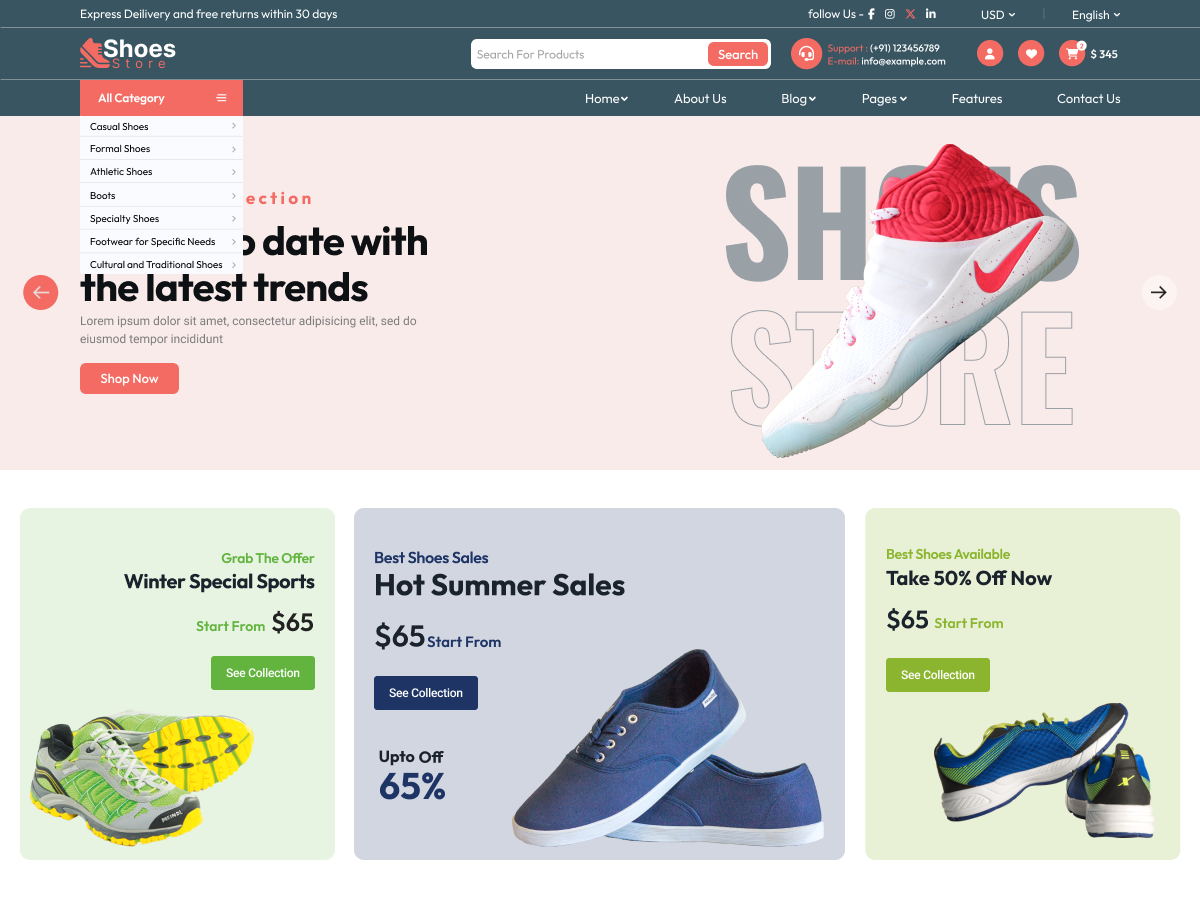 Express Deilivery and free returns within 30 days
follow Us -
USD
English
Shoes
Store
Search For Products
Search
Support : (+91) 123456789
E-mail: info@example.com
2
$ 345
All Category
Home
About Us
Blog
Pages
Features
Contact Us
Casual Shoes
Formal Shoes
Athletic Shoes
Boots
Specialty Shoes
Footwear for Specific Needs
Cultural and Traditional Shoes
ection
o date with
the latest trends
Lorem ipsum dolor sit amet, consectetur adipisicing elit, sed do
eiusmod tempor incididunt
Shop Now
SHOES
STORE
Grab The Offer
Winter Special Sports
Start From $65
See Collection
MEINDL
Best Shoes Sales
Hot Summer Sales
$65 Start From
See Collection
Upto Off
65%
Best Shoes Available
Take 50% Off Now
$65 Start From
See Collection